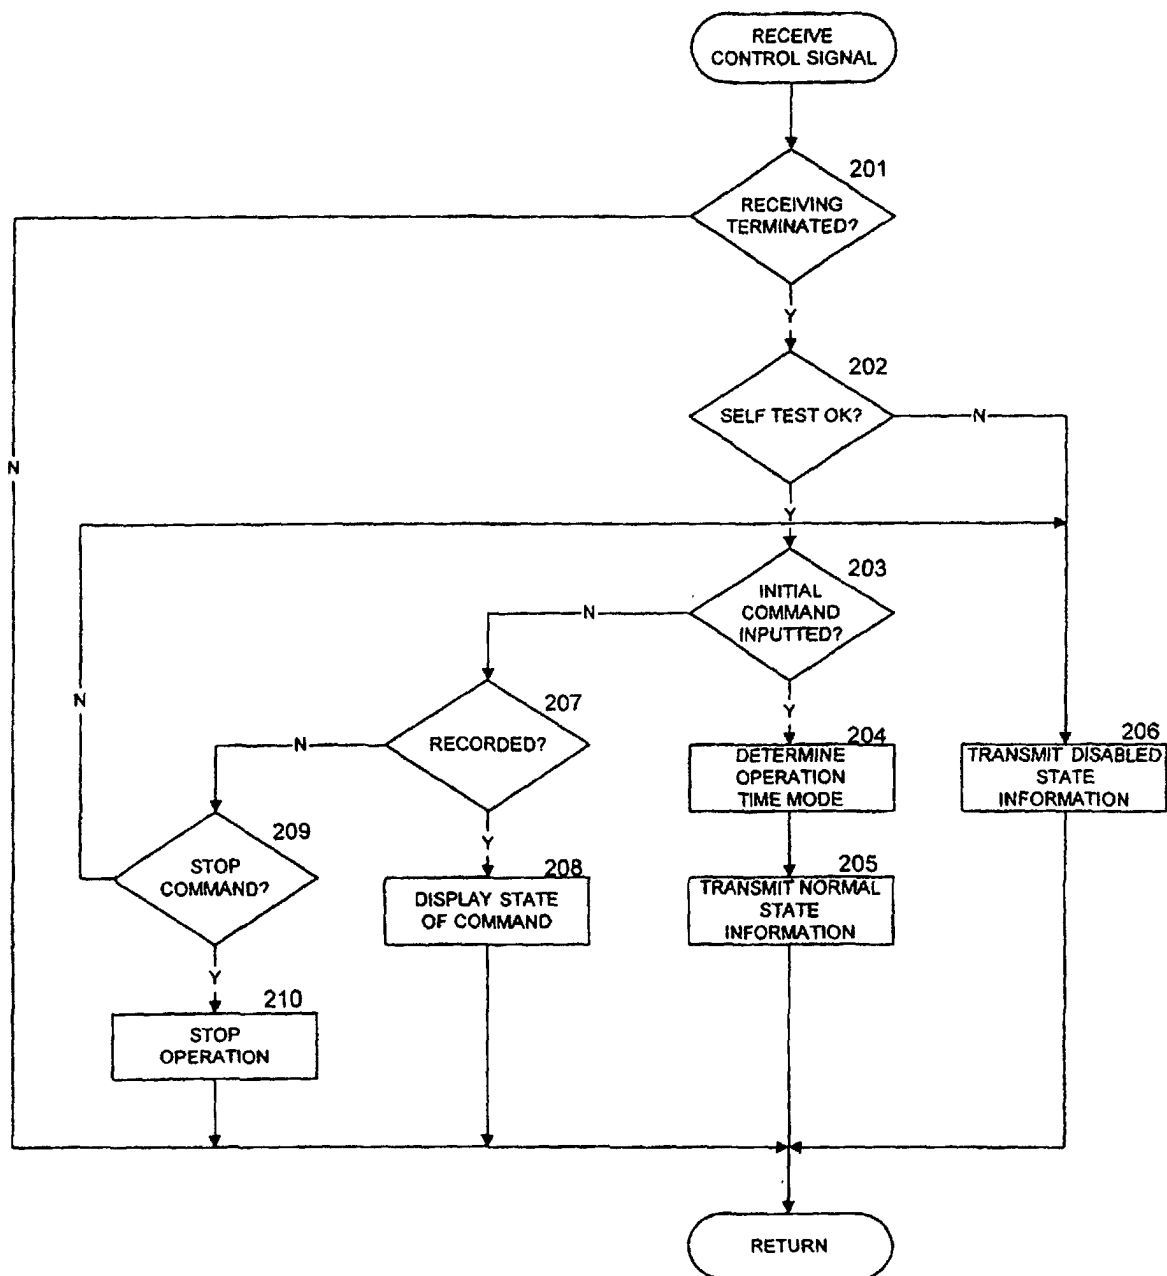 RECEIVE
CONTROL SIGNAL
201
RECEIVING
TERMINATED?
Y
202
SELF TEST OK?
N
N
Y
203
INITIAL
COMMAND
INPUTTED?
N
N
207
RECORDED?
N
Y
204
DETERMINE
OPERATION
TIME MODE
206
TRANSMIT DISABLED
STATE
INFORMATION
209
STOP
COMMAND?
Y
208
DISPLAY STATE
OF COMMAND
205
TRANSMIT NORMAL
STATE
INFORMATION
Y
210
STOP
OPERATION
RETURN